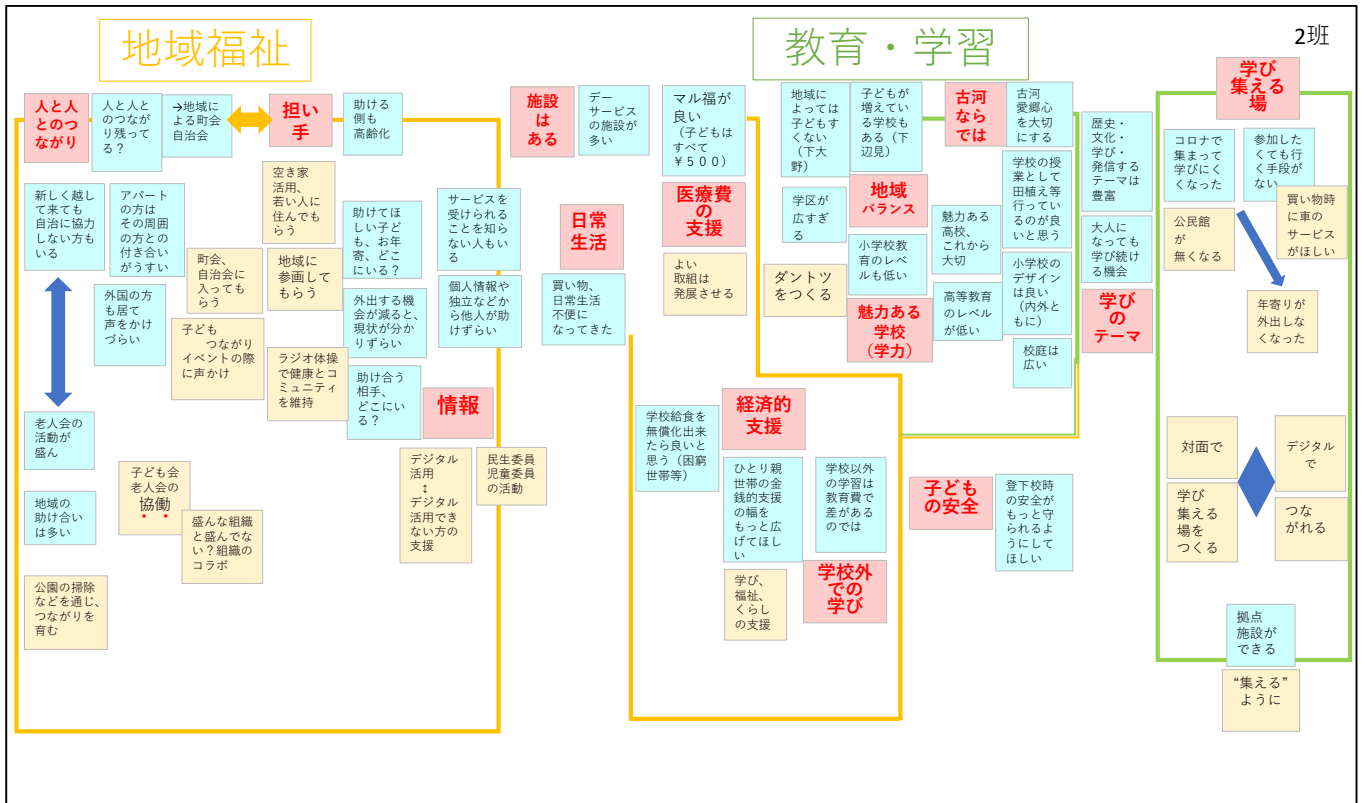 地域福祉
教育・学習
2班
人と人
とのつな
がり
人と人と
のつなが
り残ってる?
→地域に
よる町会
自治会
担い
手
助ける
側も
高齢化
新しく越し
て来ても
自治に協力
しない方も
いる
アパート
の方は
その周囲
の方との
付き合い
がうすい
空き家
活用、
若い人に
住んでも
らう
助けてほ
しい子ど
も、お年
寄、どこ
にいる?
サービスを
受けられる
ことを知ら
ない人もい
る
町会、
自治会に
入っても
らう
地域に
参画して
もらう
外国の方
も居て
声をかけ
づらい
外出する機
会が減ると、
現状が分か
りずらい
個人情報や
独立などか
ら他人が助
けずらい
子ども
つながり
イベントの際
に声かけ
ラジオ体操
で健康とコ
ミュニティ
を維持
助け合う
相手、
どこにい
る?
情報
老人会の
活動が
盛ん
子ども会
老人会の
協働
デジタル
活用
↕
デジタル
活用でき
ない方の
支援
民生委員
児童委員
の活動
地域の
助け合い
は多い
盛んな組織
と盛んでな
い?組織の
コラボ
公園の掃除
などを通じ、
つながりを
育む
施設
は
ある
デー
サービス
の施設が
多い
マル福が
良い
(子どもは
すべて
¥500)
医療費の
支援
日常
生活
買い物、
日常生活
不便に
なってきた
よい
取組は
発展させる
地域に
よっては
子どもす
くない
(下大
野)
子どもが
増えてい
る学校も
ある(下
辺見)
古河
なら
では
古河
愛郷心
を大切
にする
歴史・
文化・
学び・
発信する
テーマは
豊富
学区が
広すぎ
る
地域
バランス
魅力ある
高校、
これから
大切
学校の授
業として
田植え等
行っている
のが良
いと思う
大人に
なっても
学び続け
る機会
ダントツ
をつくる
小学校教
育のレベ
ルも低い
魅力ある
学校
(学力)
高等教育
のレベル
が低い
小学校の
デザイン
は良い
(内外と
もに)
学び
の
テーマ
校庭は
広い
学校給食を
無償化出来
たら良いと
思う(困窮
世帯等)
経済的
支援
ひとり親
世帯の金
銭的支援
の幅を
もっと広
げてほし
い
学校以外
の学習は
教育費で
差がある
のでは
学び、
福祉、
くらし
の支援
学校外
での
学び
子ども
の安全
登下校時
の安全が
もっと守
られるよ
うにして
ほしい
学び
集える
場
コロナで
集まって
学びにく
くなった
参加した
くても行
く手段が
ない
買い物時
に車の
サービス
がほしい
公民館
が
無くなる
年寄りが
外出しな
くなった
対面で
デジタル
で
学び
集える
場を
つくる
つな
がれる
拠点
施設が
できる
“集える”
ように